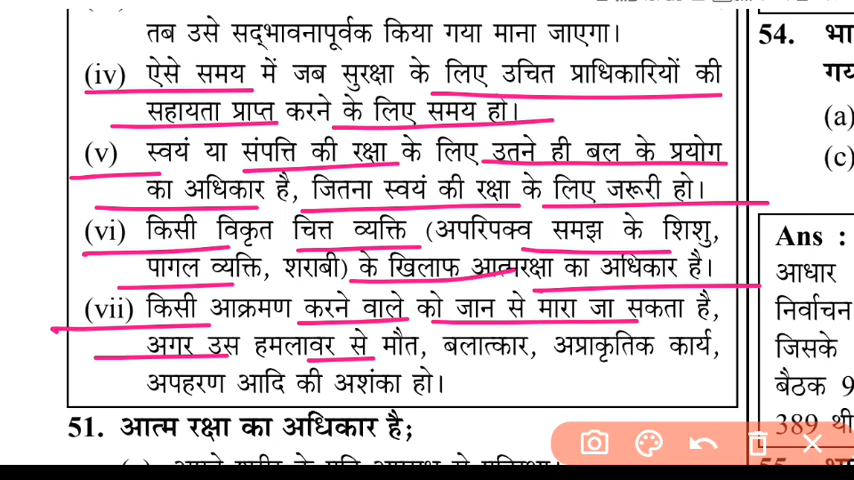 तब उसे सद्भावनापूर्वक किया गया माना जाएगा।
(iv) ऐसे समय में जब सुरक्षा के लिए उचित प्राधिकारियों की
सहायता प्राप्त करने के लिए समय हो।
(v) स्वयं या संपत्ति की रक्षा के लिए उतने ही बल के प्रयोग
का अधिकार है, जितना स्वयं की रक्षा के लिए जरूरी हो।
(vi) किसी विकृत चित्त व्यक्ति (अपरिपक्व समझ के शिशु,
पागल व्यक्ति, शराबी) के खिलाफ आत्मरक्षा का अधिकार है।
(vii) किसी आक्रमण करने वाले को जान से मारा जा सकता है,
अगर उस हमलावर से मौत, बलात्कार, अप्राकृतिक कार्य,
अपहरण आदि की अशंका हो।
51. आत्म रक्षा का अधिकार है;
54. भा
(a)
(c)
Ans :
आधार
निर्वाचन
जिसके
बैठक 9
389 थी